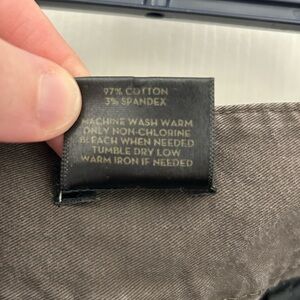 97% COTTON
3% SPANDEX
MACHINE WASH WARM
ONLY NON-CHLORINE
BLEACH WHEN NEEDED
TUMBLE DRY LOW
WARM IRON IF NEEDED